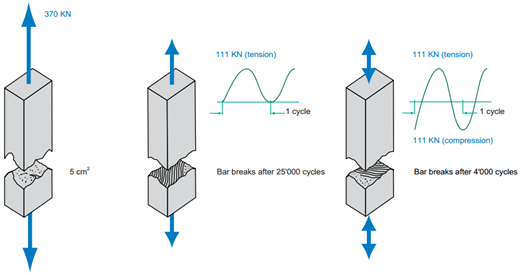 370 KN
5 cm²
111 KN (tension)
1 cycle
Bar breaks after 25'000 cycles
111 KN (tension)
1 cycle
111 KN (compression)
Bar breaks after 4'000 cycles